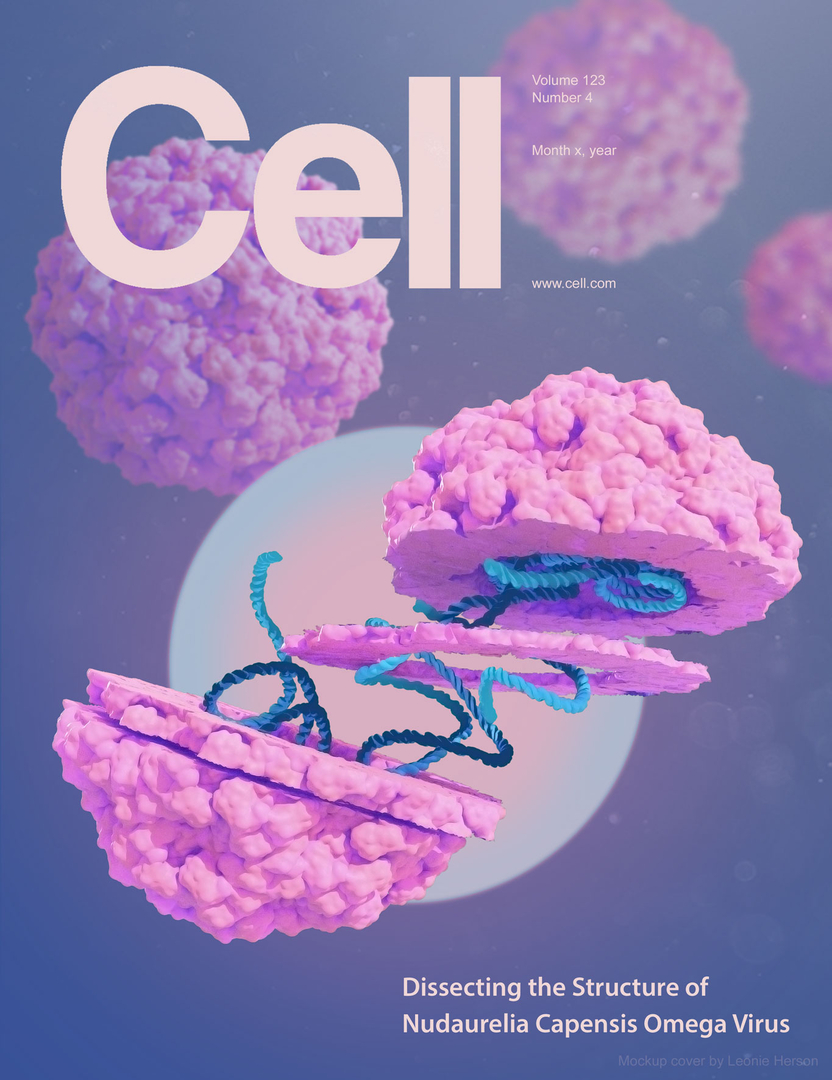 Cell
Volume 123
Number 4
Month x, year
www.cell.com
Dissecting the Structure of
Nudaurelia Capensis Omega Virus
Mockup cover by Leonie Herson